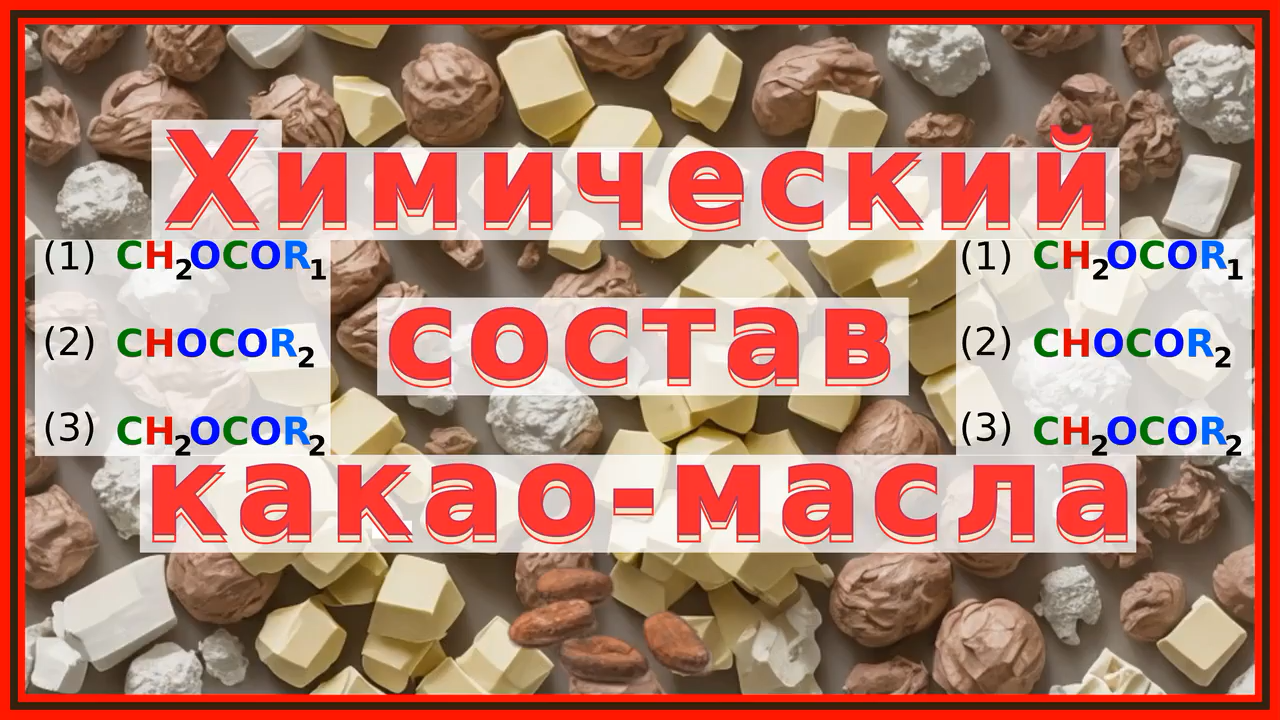 Химический
(1) CH₂OCOR₁
(2) CHOCOR₂
(3) CH₂OCOR₂
состав
(1) CH₂OCOR₁
(2) CHOCOR₂
(3) CH₂OCOR₂
какао-масла